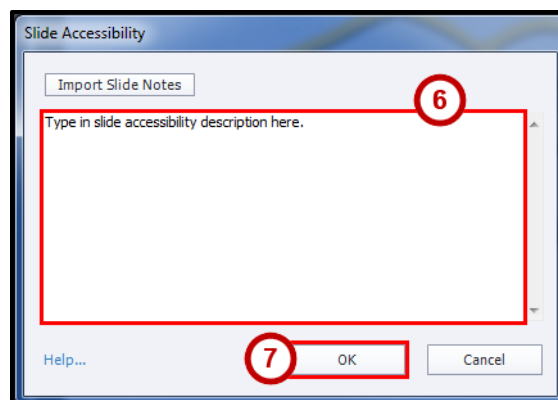 Slide Accessibility
Import Slide Notes
6
Type in slide accessibility description here.
Help...
7
OK
Cancel